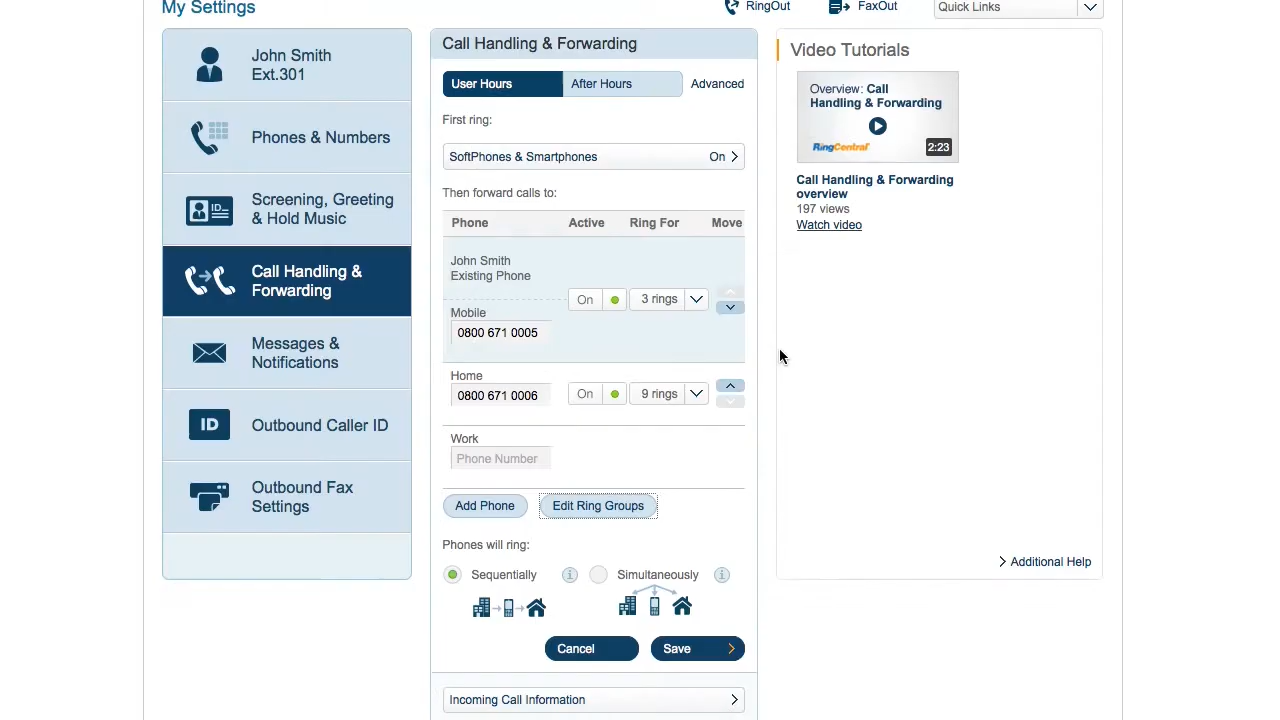 My Settings
RingOut
FaxOut
Quick Links
John Smith
Ext.301
Phones & Numbers
Screening, Greeting
& Hold Music
Call Handling &
Forwarding
Messages &
Notifications
Outbound Caller ID
Outbound Fax
Settings
Call Handling & Forwarding
User Hours
After Hours
Advanced
First ring:
SoftPhones & Smartphones On
Then forward calls to:
Phone Active Ring For Move
John Smith
Existing Phone
On 3 rings
Mobile
0800 671 0005
Home
0800 671 0006 On 9 rings
Work
Phone Number
Add Phone
Edit Ring Groups
Phones will ring:
Sequentially
Simultaneously
Cancel
Save
Incoming Call Information
Video Tutorials
Overview: Call
Handling & Forwarding
RingCentral
2:23
Call Handling & Forwarding
overview
197 views
Watch video
Additional Help
ID
ID